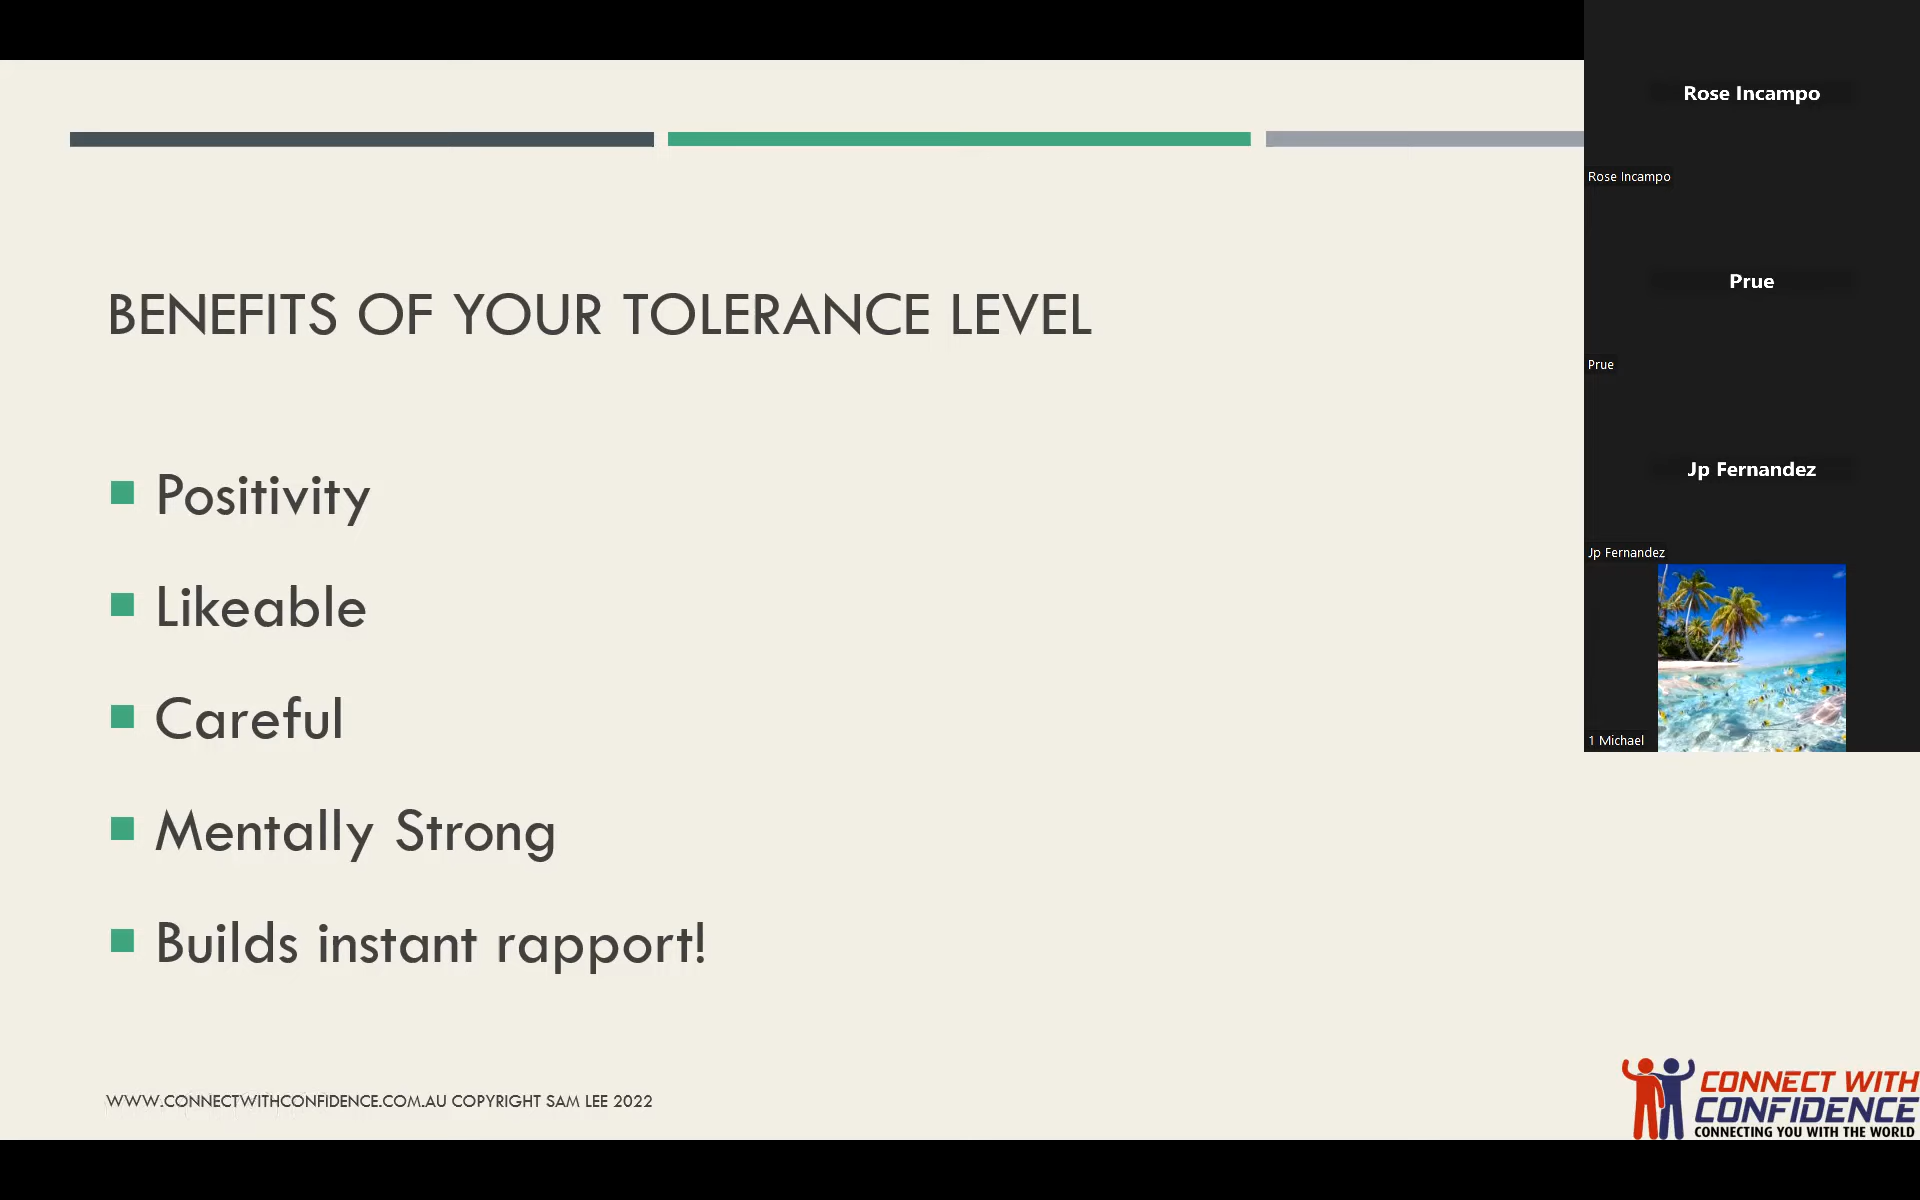 BENEFITS OF YOUR TOLERANCE LEVEL
Positivity
Likeable
Careful
Mentally Strong
Builds instant rapport!
WWW.CONNECTWITHCONFIDENCE.COM.AU COPYRIGHT SAM LEE 2022
Rose Incampo
Rose Incampo
Prue
Prue
Jp Fernandez
Jp Fernandez
1 Michael
CONNECT WITH
CONFIDENCE
CONNECTING YOU WITH THE WORLD